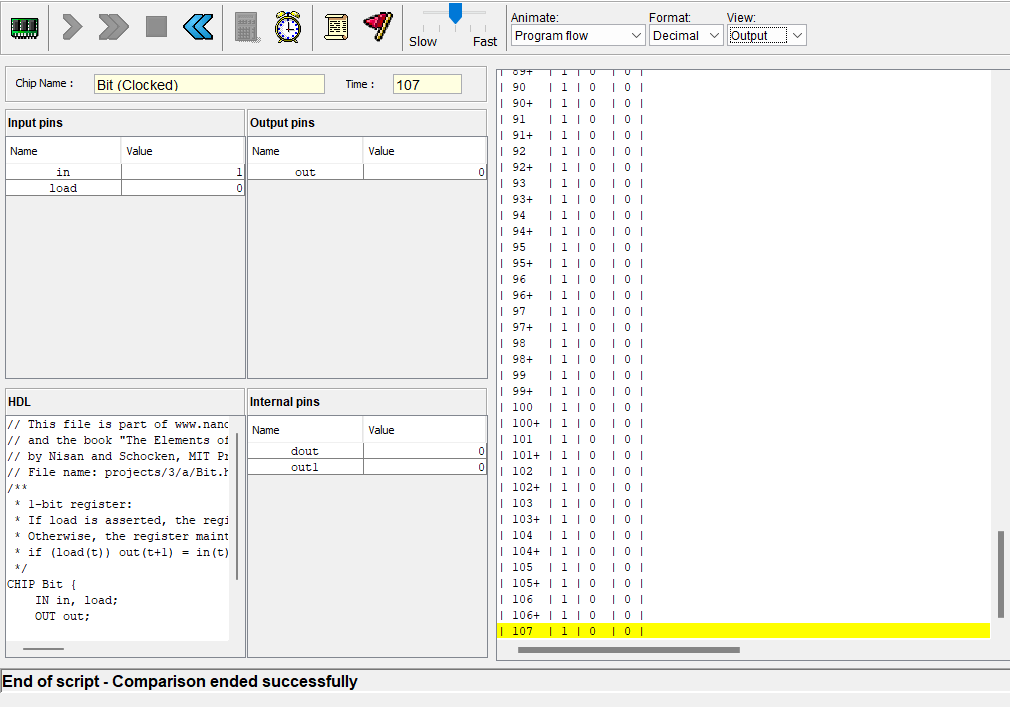 Slow Fast
Animate: Format: View:
Program flow Decimal Output
Chip Name : Bit (Clocked) Time : 107
Input pins
Name Value
in 1
load 0
Output pins
Name Value
out 0
HDL
// This file is part of www.nand
// and the book "The Elements of
// by Nisan and Schocken, MIT Pr
// File name: projects/3/a/Bit.h
/**
* 1-bit register:
* If load is asserted, the regi
* Otherwise, the register maint
* if (load(t)) out(t+1) = in(t)
*/
CHIP Bit {
IN in, load;
OUT out;
Internal pins
Name Value
dout 0
out1 0
| 89+ | 1 | 0 | 0 |
| 90 | 1 | 0 | 0 |
| 90+ | 1 | 0 | 0 |
| 91 | 1 | 0 | 0 |
| 91+ | 1 | 0 | 0 |
| 92 | 1 | 0 | 0 |
| 92+ | 1 | 0 | 0 |
| 93 | 1 | 0 | 0 |
| 93+ | 1 | 0 | 0 |
| 94 | 1 | 0 | 0 |
| 94+ | 1 | 0 | 0 |
| 95 | 1 | 0 | 0 |
| 95+ | 1 | 0 | 0 |
| 96 | 1 | 0 | 0 |
| 96+ | 1 | 0 | 0 |
| 97 | 1 | 0 | 0 |
| 97+ | 1 | 0 | 0 |
| 98 | 1 | 0 | 0 |
| 98+ | 1 | 0 | 0 |
| 99 | 1 | 0 | 0 |
| 99+ | 1 | 0 | 0 |
| 100 | 1 | 0 | 0 |
| 100+ | 1 | 0 | 0 |
| 101 | 1 | 0 | 0 |
| 101+ | 1 | 0 | 0 |
| 102 | 1 | 0 | 0 |
| 102+ | 1 | 0 | 0 |
| 103 | 1 | 0 | 0 |
| 103+ | 1 | 0 | 0 |
| 104 | 1 | 0 | 0 |
| 104+ | 1 | 0 | 0 |
| 105 | 1 | 0 | 0 |
| 105+ | 1 | 0 | 0 |
| 106 | 1 | 0 | 0 |
| 106+ | 1 | 0 | 0 |
| 107 | 1 | 0 | 0 |
End of script - Comparison ended successfully